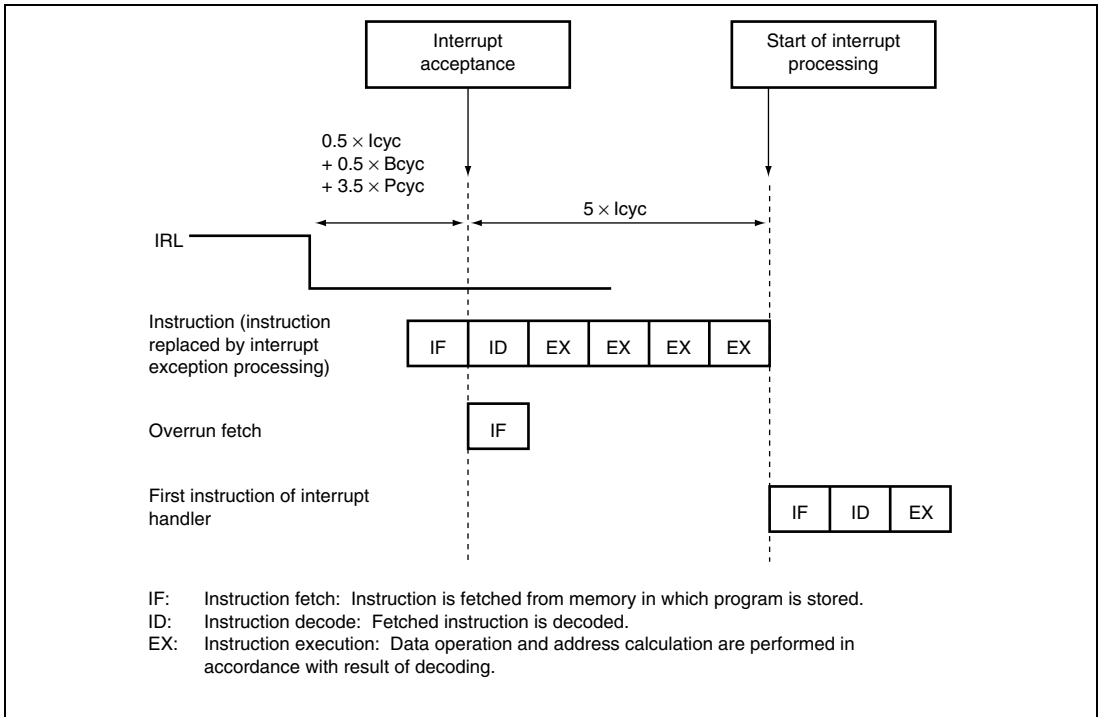 Interrupt
acceptance
Start of interrupt
processing
0.5 × Icyc
+ 0.5 × Bcyc
+ 3.5 × Pcyc
5 × Icyc
IRL
Instruction (instruction
replaced by interrupt
exception processing)
IF ID EX EX EX EX
Overrun fetch
IF
First instruction of interrupt
handler
IF ID EX
IF: Instruction fetch: Instruction is fetched from memory in which program is stored.
ID: Instruction decode: Fetched instruction is decoded.
EX: Instruction execution: Data operation and address calculation are performed in
accordance with result of decoding.